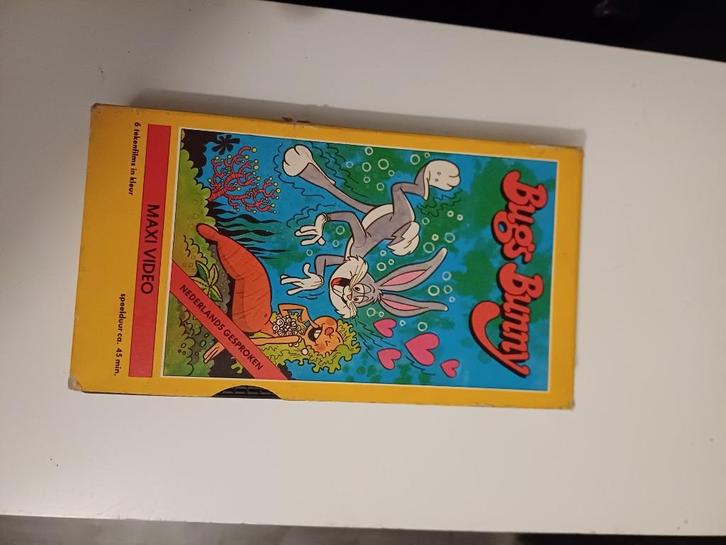 Bugs Bunny
NEDERLANDS GESPROKEN
MAXI VIDEO
6 tekenfilms in kleur
speelduur ca. 45 min.